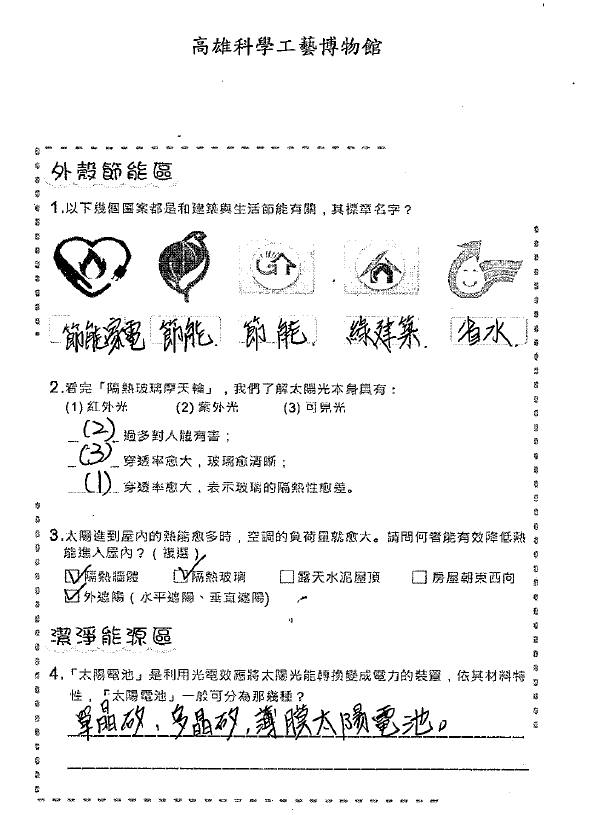 高雄科學工藝博物館
外殼節能區
1.以下幾個圖案都是和建築與生活節能有關，其標章名字？
節能家電 節能. 節能. 綠建築. 省水.
2.看完「隔熱玻璃摩天輪」，我們了解太陽光本身具有：
(1) 紅外光 (2) 紫外光 (3) 可見光
(2) 過多對人體有害；
(3) 穿透率愈大，玻璃愈清晰；
(1) 穿透率愈大，表示玻璃的隔熱性愈差。
3.太陽進到屋內的熱能愈多時，空調的負荷量就愈大。請問何者能有效降低熱
能進入屋內？（複選）
隔熱牆體 隔熱玻璃 露天水泥屋頂 房屋朝東西向
外遮陽（水平遮陽、垂直遮陽）
潔淨能源區
4.「太陽電池」是利用光電效應將太陽光能轉換變成電力的裝置，依其材料特
性，「太陽電池」一般可分為那幾種？
單晶矽、多晶矽，薄膜太陽電池。